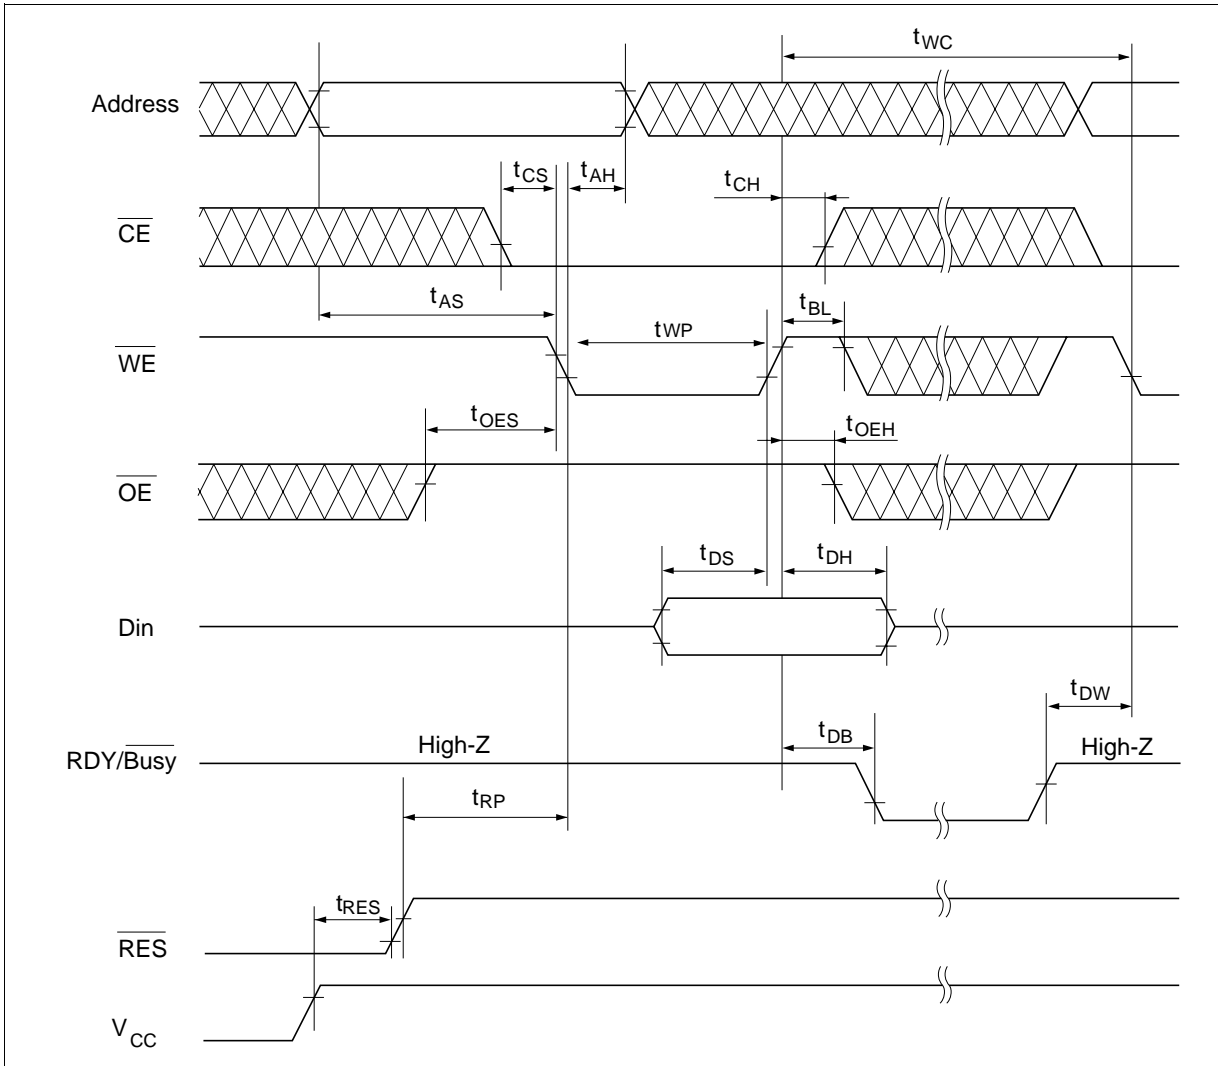 tWC
Address
tCS
tAH
tCH
CE
tAS
tBL
tWP
WE
tOES
tOEH
OE
tDS
tDH
Din
tDW
tDB
High-Z
High-Z
RDY/Busy
tRP
tRES
RES
VCC